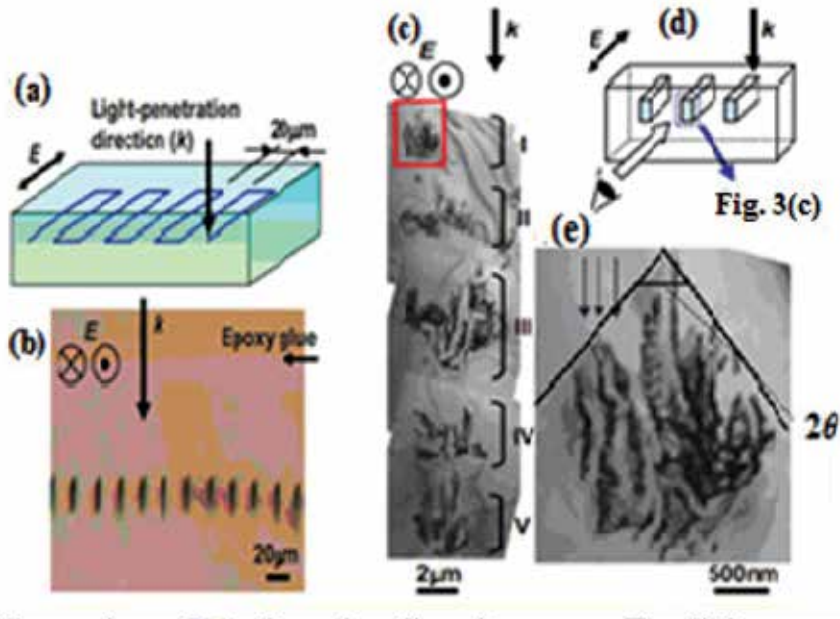 (a)
Light-penetration
direction (k)
20μm
E
(b)
E
k
Epoxy glue
20μm
(c)
E
k
I
II
III
IV
V
2μm
(d)
E
k
Fig. 3(c)
(e)
2θ
500nm